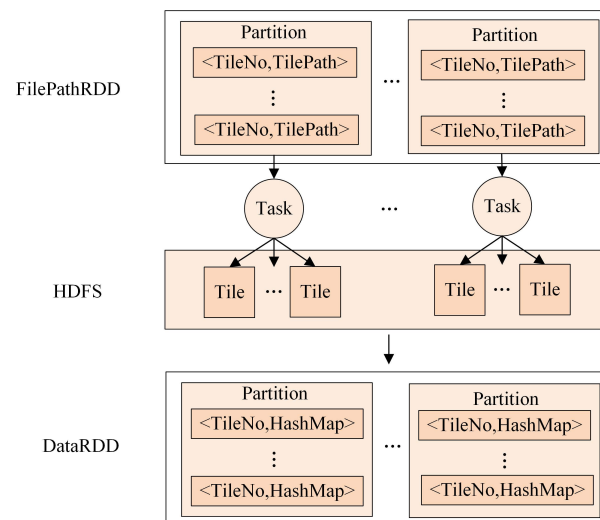 Partition
Partition
<TileNo,TilePath>
<TileNo,TilePath>
FilePathRDD
...
⋮
⋮
<TileNo,TilePath>
<TileNo,TilePath>
Task
...
Task
HDFS
Tile ... Tile
Tile ... Tile
Partition
Partition
<TileNo,HashMap>
<TileNo,HashMap>
DataRDD
...
⋮
⋮
<TileNo,HashMap>
<TileNo,HashMap>